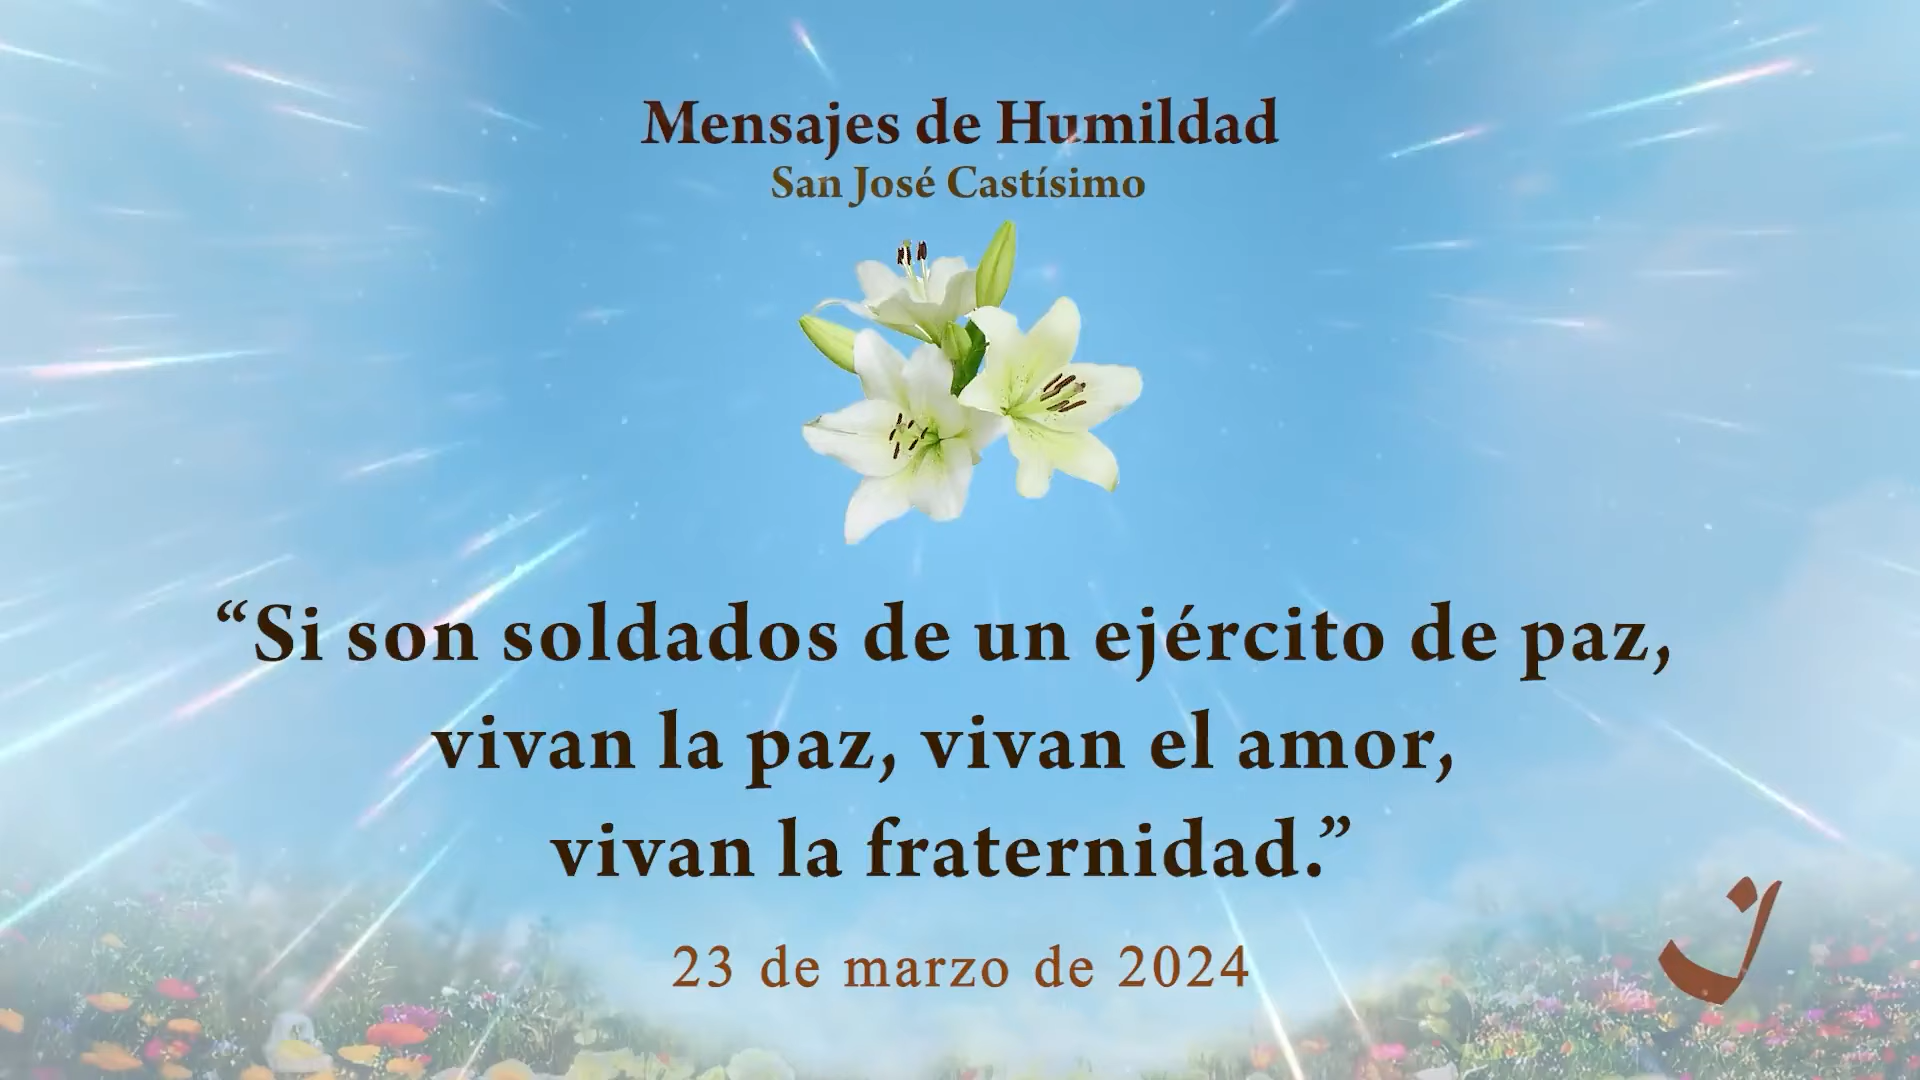 Mensajes de Humildad
San José Castísimo
“Si son soldados de un ejército de paz,
vivan la paz, vivan el amor,
vivan la fraternidad.”
23 de marzo de 2024